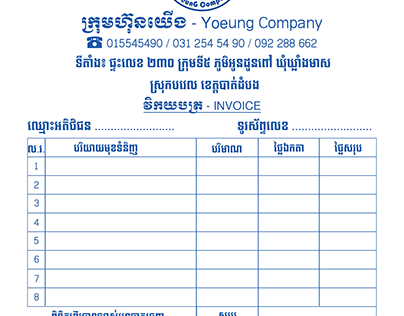 ក្រុមហ៊ុនយើង - Yoeung Company
☎ 015545490 / 031 254 54 90 / 092 288 662
ទីតាំង៖ ផ្ទះលេខ ២៣០ ក្រុមទី៥ ភូមិអូនដូនពៅ ឃុំឃ្លាំងមាស
ស្រុកបវេល ខេត្តបាត់ដំបង
វិកយបត្រ - INVOICE
ឈ្មោះអតិថិជន ........................ ទូរស័ព្ទលេខ ........................
ល.រ. បរិយាយមុខទំនិញ បរិមាណ ថ្លៃឯកតា ថ្លៃសរុប
1
2
3
4
5
6
7
8
សរុប